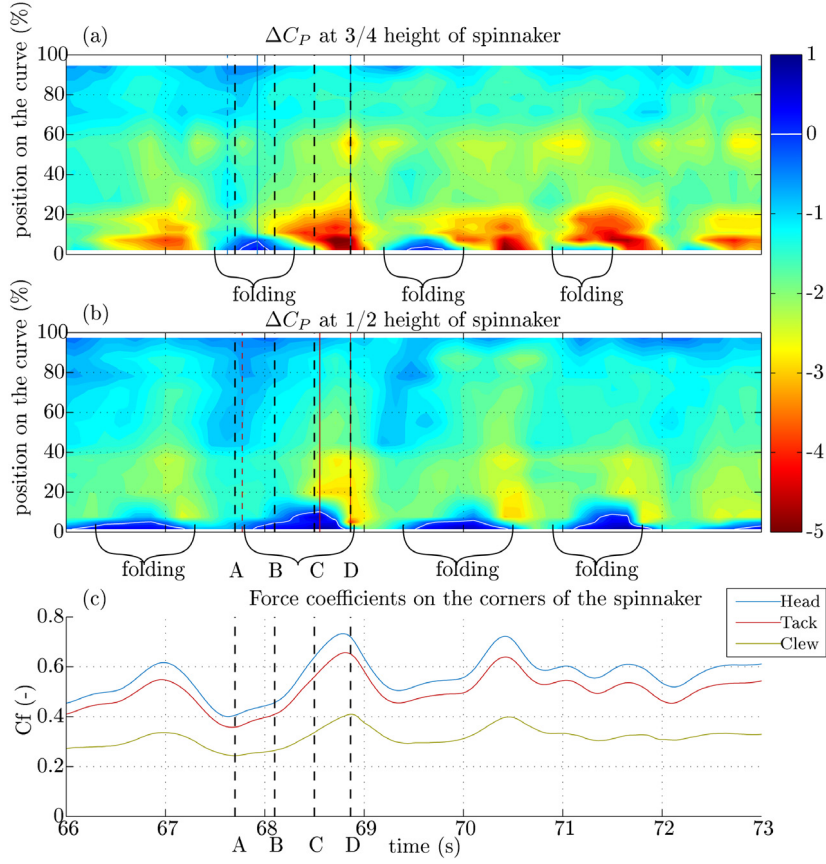 (a) ΔC_P at 3/4 height of spinnaker
position on the curve (%)
100
80
60
40
20
0
folding folding folding
1
0
-1
-2
-3
-4
-5
(b) ΔC_P at 1/2 height of spinnaker
position on the curve (%)
100
80
60
40
20
0
folding A B C D folding folding
(c) Force coefficients on the corners of the spinnaker
Head
Tack
Clew
Cf (-)
0.8
0.6
0.4
0.2
0
66 67 68 69 70 71 72 73
A B C D time (s)